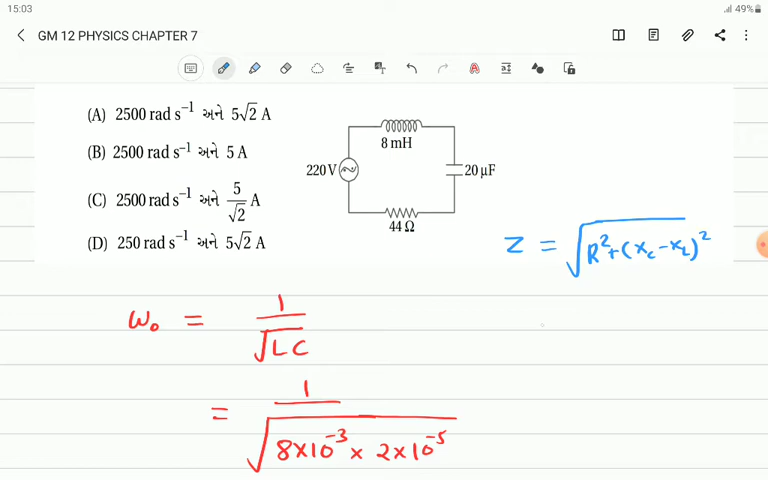 15:03 49%
GM 12 PHYSICS CHAPTER 7
(A) 2500 rad s⁻¹ અને 5√2 A
(B) 2500 rad s⁻¹ અને 5 A
(C) 2500 rad s⁻¹ અને 5/√2 A
(D) 250 rad s⁻¹ અને 5√2 A
8 mH
220 V
20 μF
44 Ω
Z = √R²+(x_c-x_L)²
ω₀ = 1/√LC
= 1/√8×10⁻³ × 2×10⁻⁵